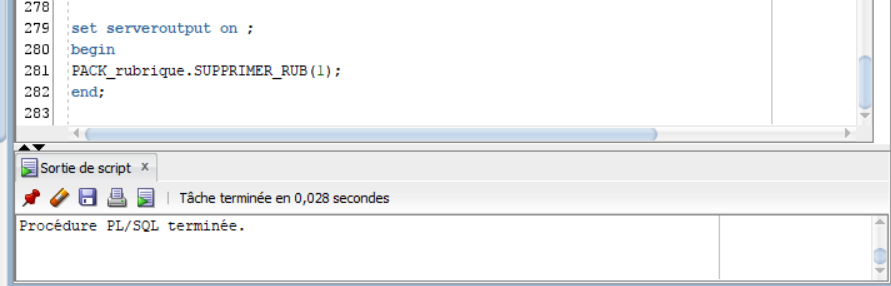 278
279 set serveroutput on ;
280 begin
281 PACK_rubrique.SUPPRIMER_RUB(1);
282 end;
283
Sortie de script x
Tâche terminée en 0,028 secondes
Procédure PL/SQL terminée.